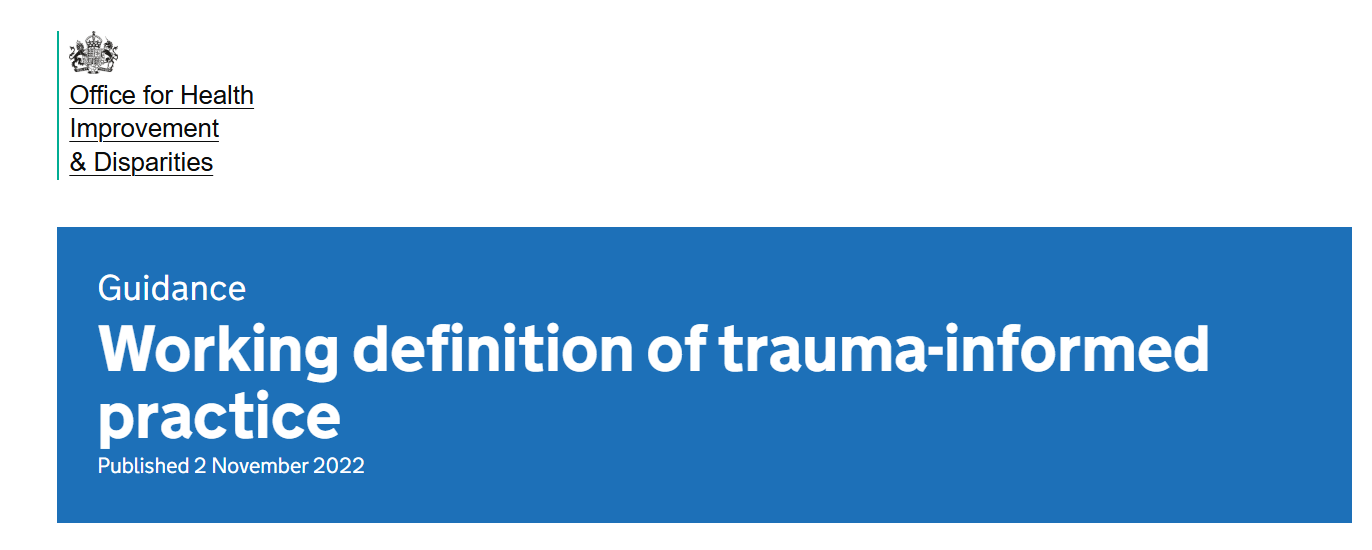 Office for Health
Improvement
& Disparities
Guidance
Working definition of trauma-informed
practice
Published 2 November 2022